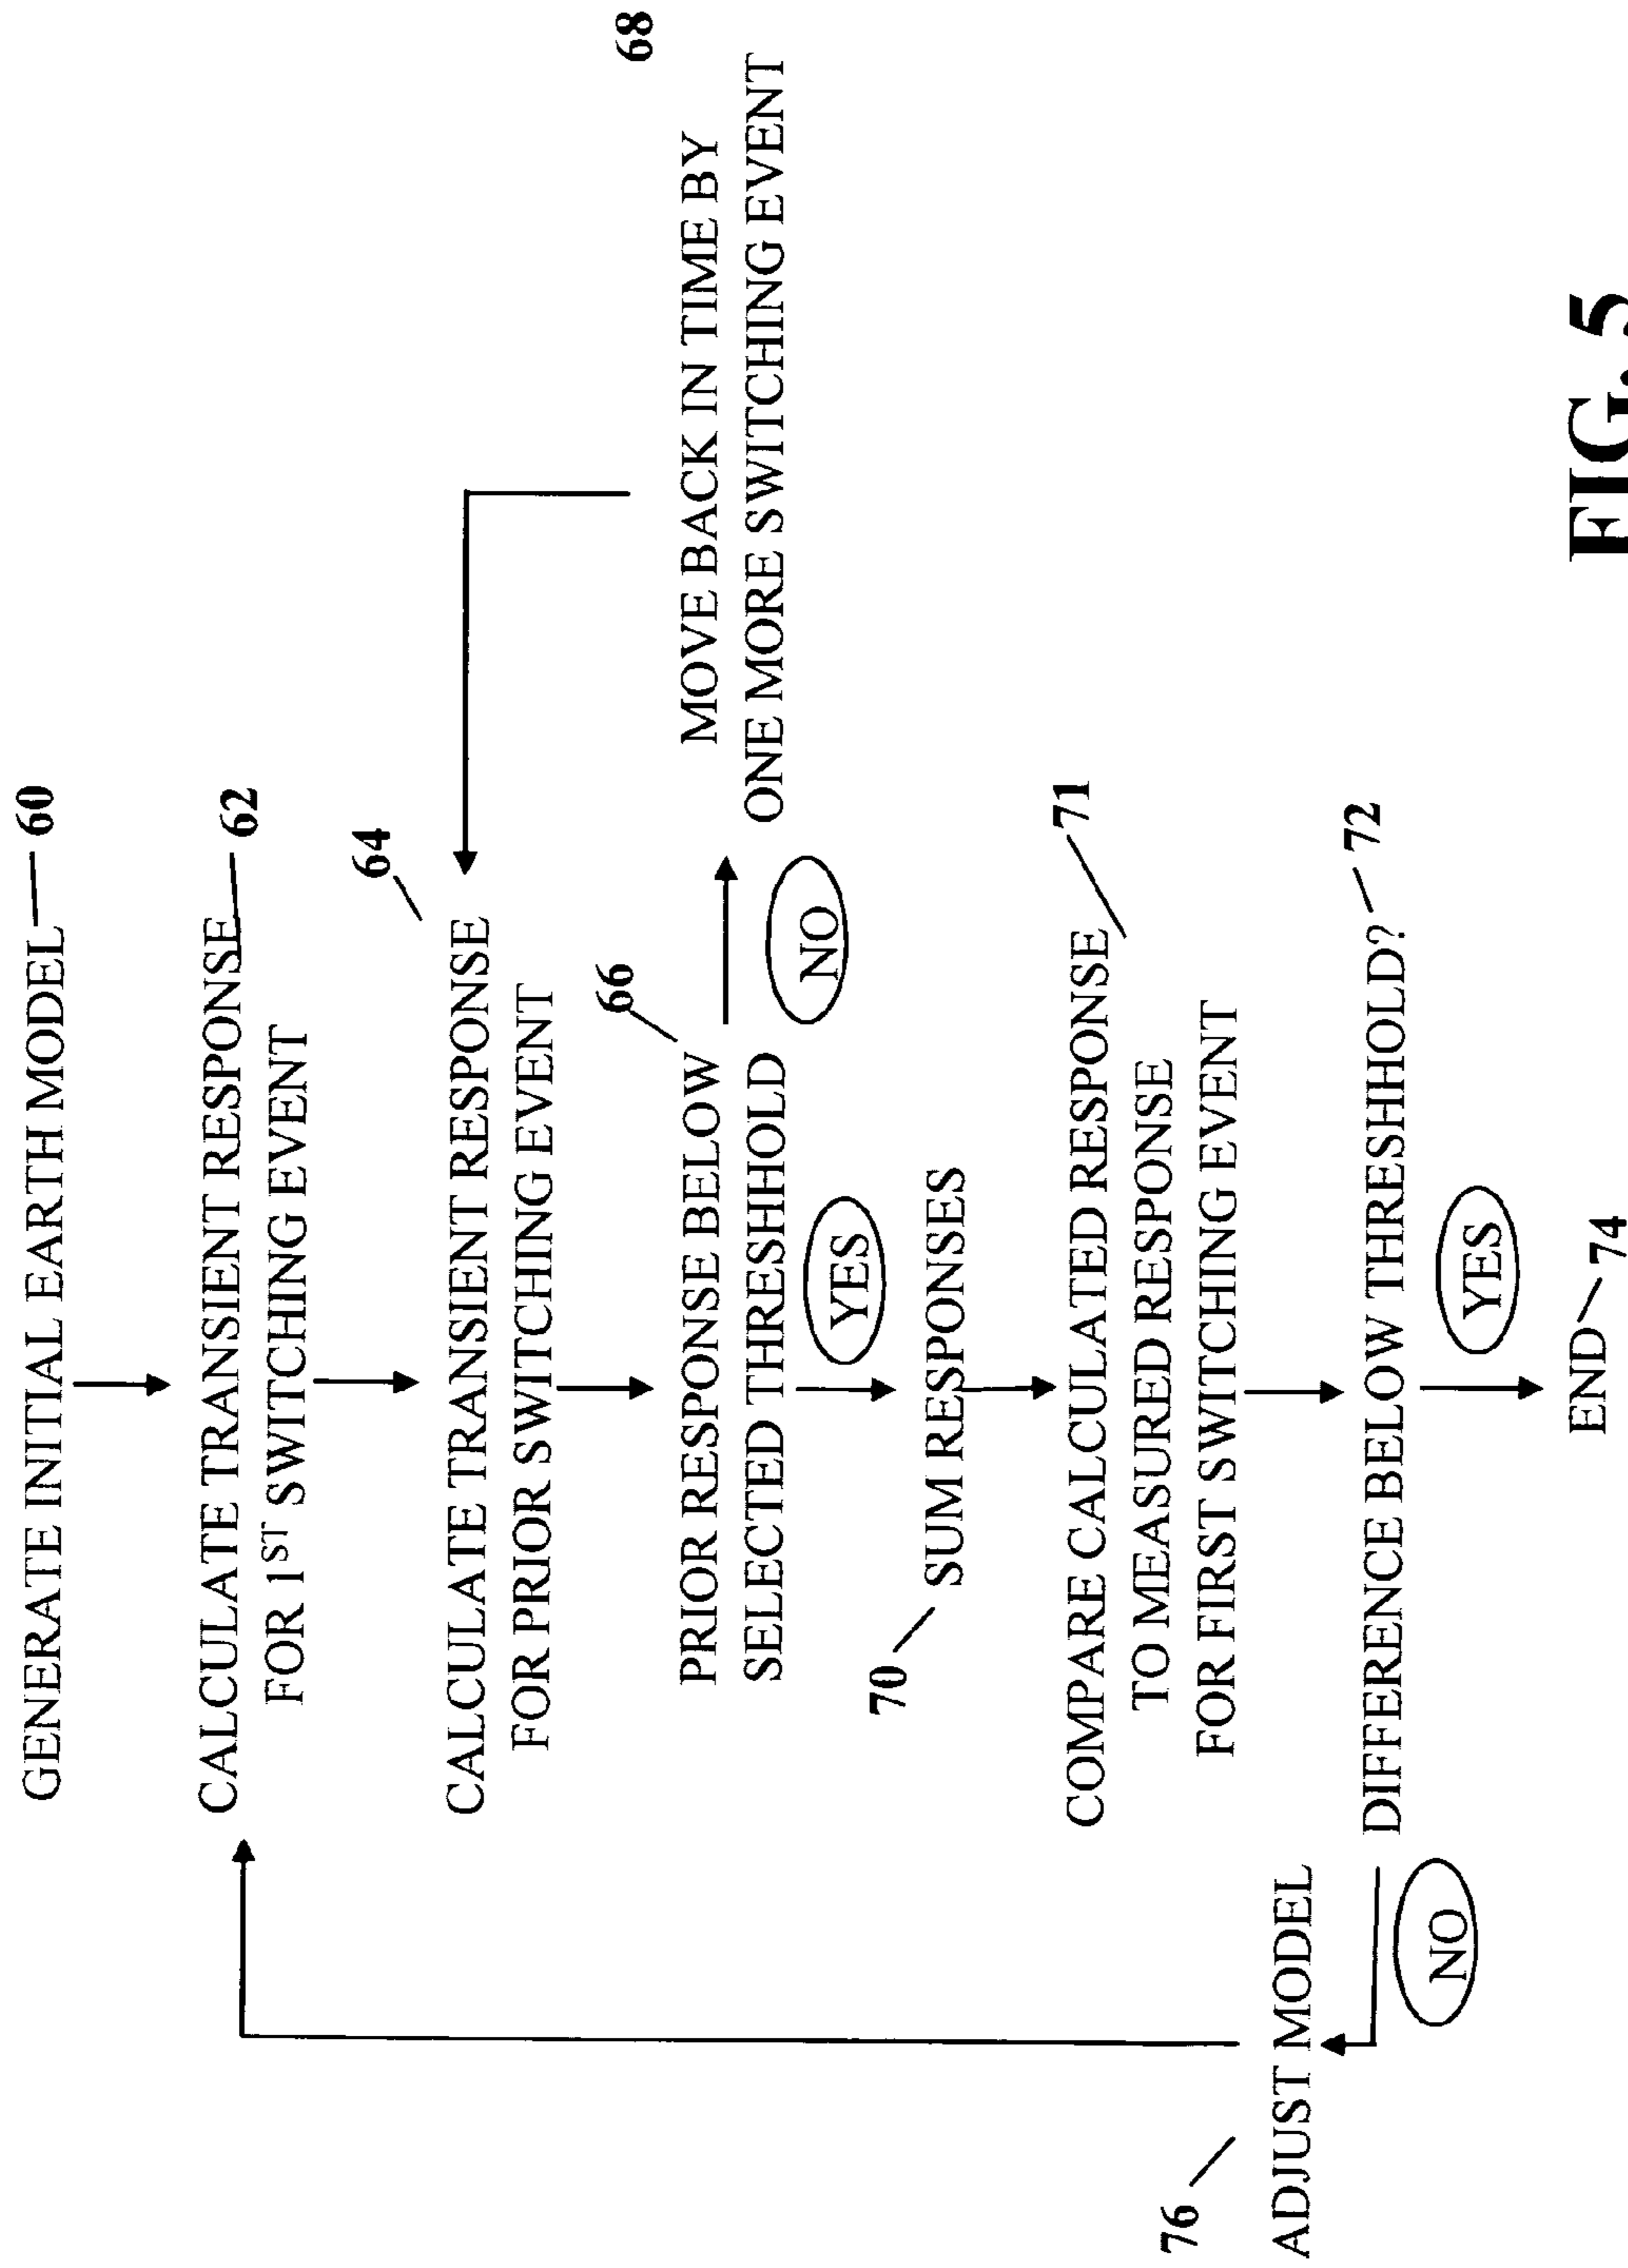 GENERATE INITIAL EARTH MODEL 60
CALCULATE TRANSIENT RESPONSE 62
FOR 1ST SWITCHING EVENT
64
CALCULATE TRANSIENT RESPONSE
FOR PRIOR SWITCHING EVENT
66
PRIOR RESPONSE BELOW
SELECTED THRESHHOLD
NO
68
MOVE BACK IN TIME BY
ONE MORE SWITCHING EVENT
YES
70 SUM RESPONSES
COMPARE CALCULATED RESPONSE 71
TO MEASURED RESPONSE
FOR FIRST SWITCHING EVENT
DIFFERENCE BELOW THRESHHOLD? 72
NO
76
ADJUST MODEL
YES
END 74
FIG. 5